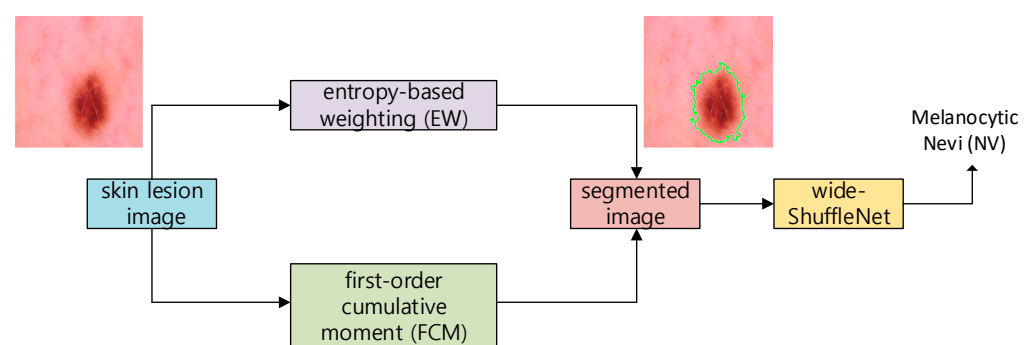 entropy-based
weighting (EW)
Melanocytic
Nevi (NV)
skin lesion
image
segmented
image
wide-
ShuffleNet
first-order
cumulative
moment (FCM)